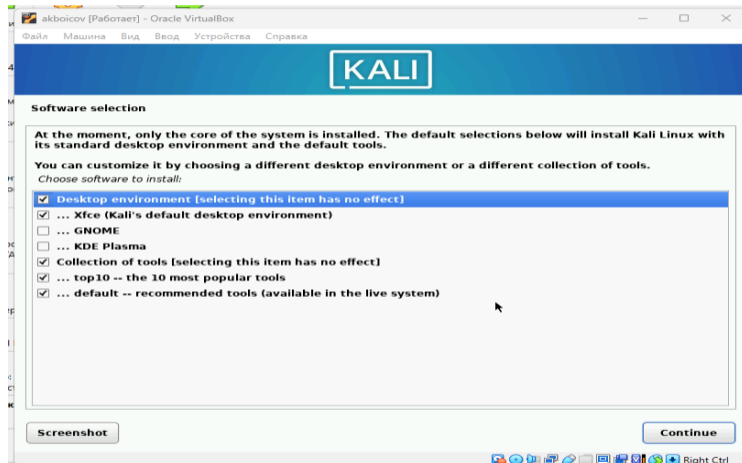 akboicov [Работает] - Oracle VirtualBox
Файл Машина Вид Ввод Устройства Справка
KALI
Software selection
At the moment, only the core of the system is installed. The default selections below will install Kali Linux with
its standard desktop environment and the default tools.
You can customize it by choosing a different desktop environment or a different collection of tools.
Choose software to install:
Desktop environment [selecting this item has no effect]
... Xfce (Kali's default desktop environment)
... GNOME
... KDE Plasma
Collection of tools [selecting this item has no effect]
... top10 -- the 10 most popular tools
... default -- recommended tools (available in the live system)
Screenshot
Continue
Right Ctrl